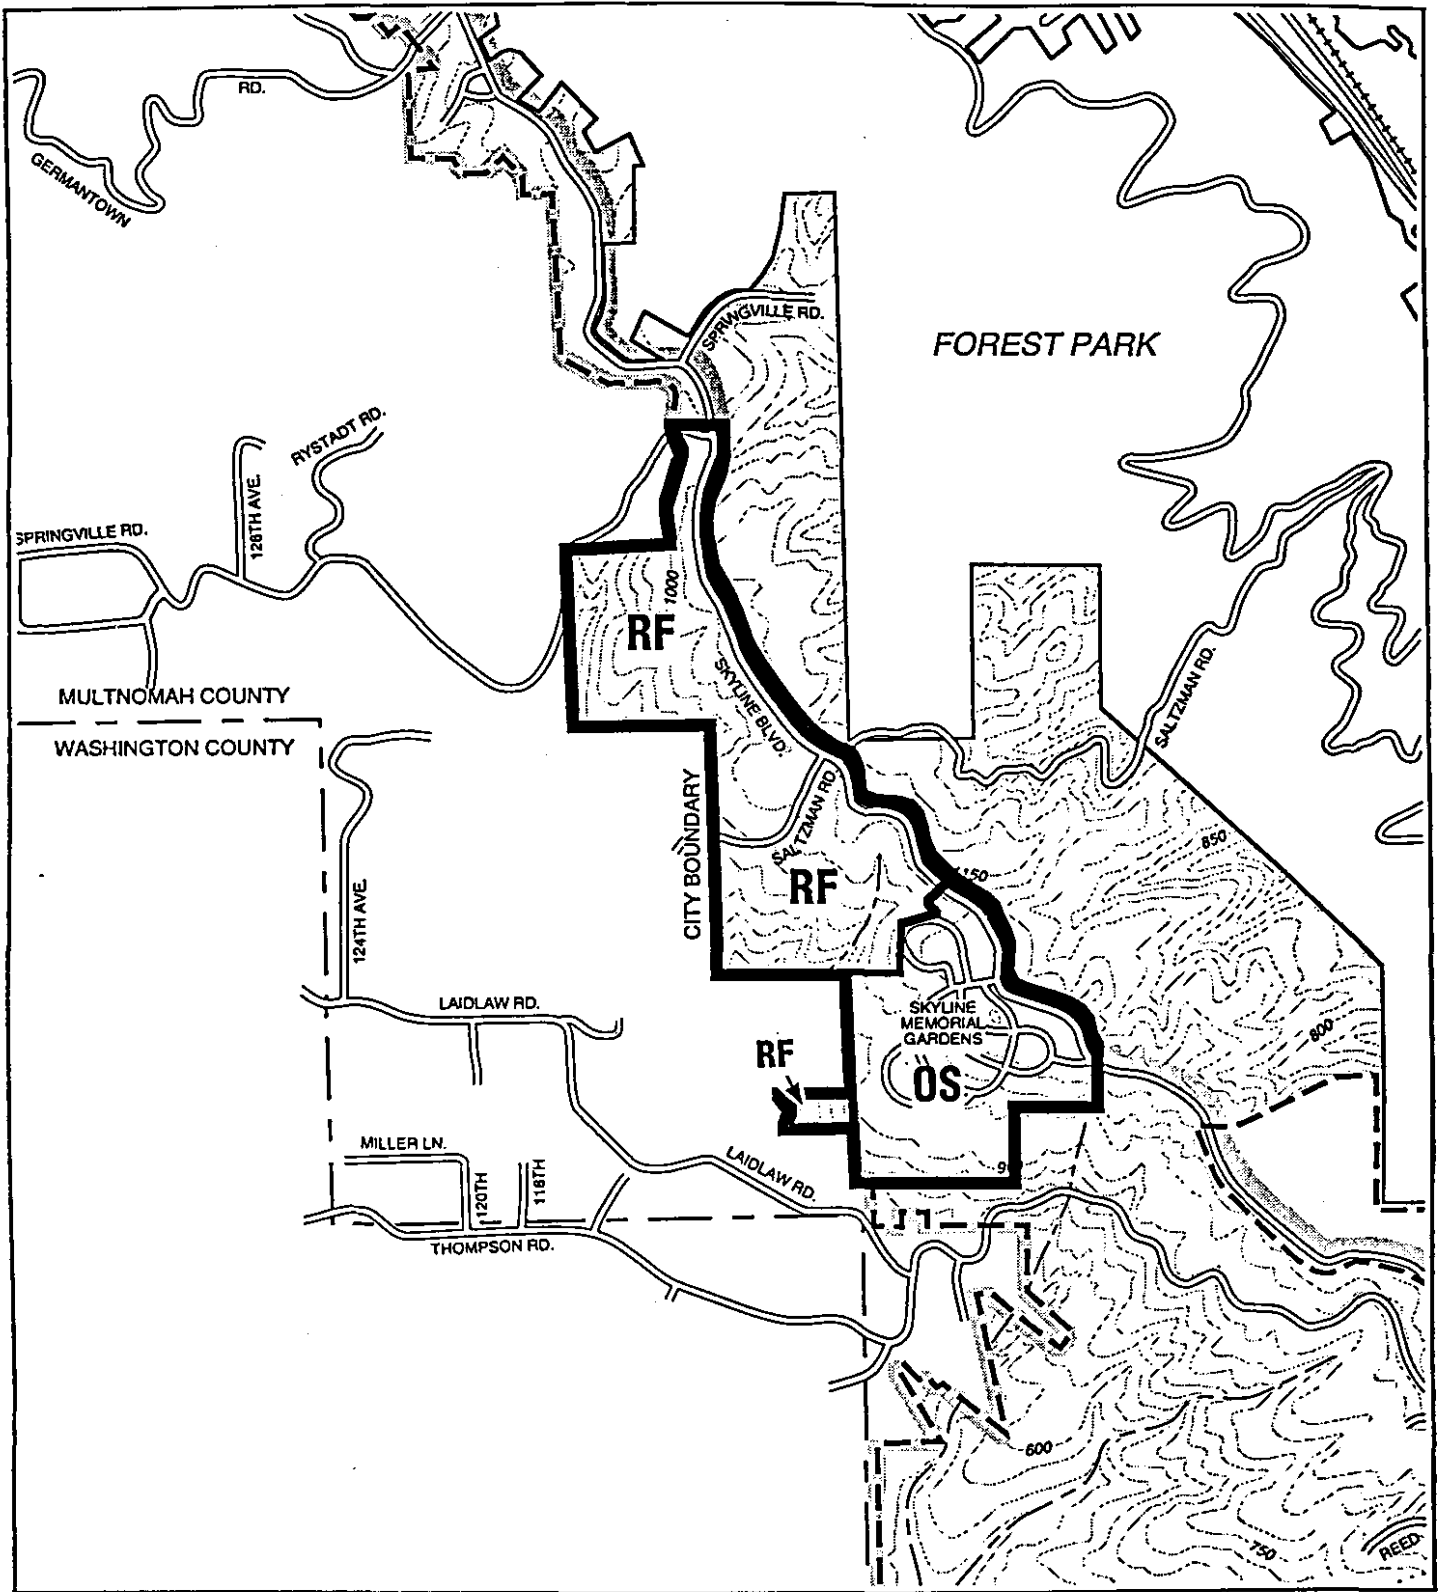 RD.
GERMANTOWN
SPRINGVILLE RD.
FOREST PARK
RYSTADT RD.
128TH AVE.
SPRINGVILLE RD.
1000
RF
SKYLINE BLVD.
SALTZMAN RD.
MULTNOMAH COUNTY
WASHINGTON COUNTY
CITY BOUNDARY
SALTZMAN RD.
850
1150
RF
124TH AVE.
LAIDLAW RD.
SKYLINE
MEMORIAL
GARDENS
800
RF
OS
MILLER LN.
120TH
118TH
LAIDLAW RD.
THOMPSON RD.
600
750
REED